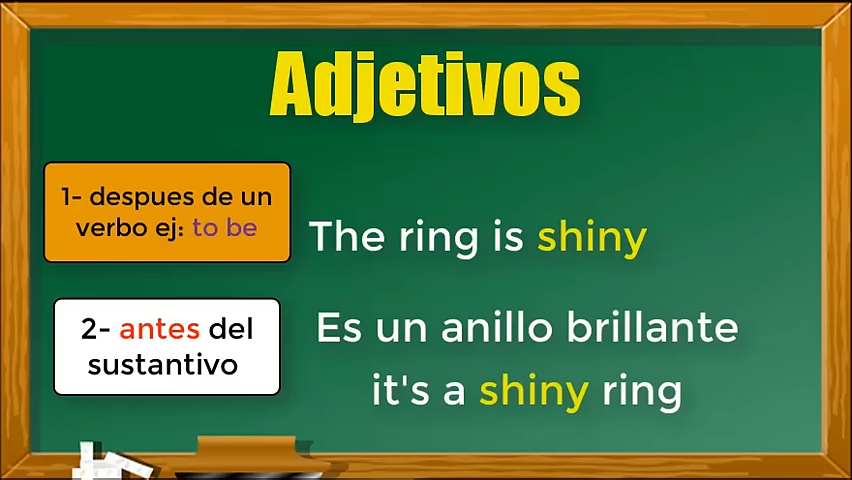 Adjetivos
1- despues de un
verbo ej: to be
The ring is shiny
2- antes del
sustantivo
Es un anillo brillante
it's a shiny ring